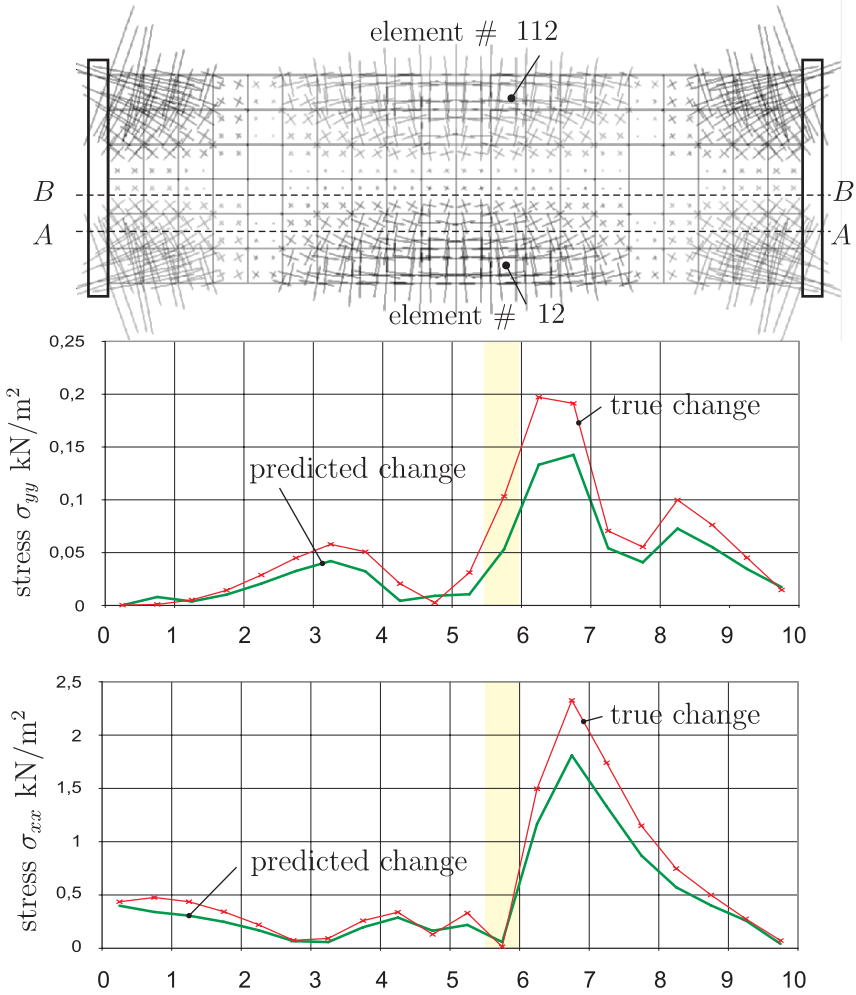 element # 112
B B
A A
element # 12
0,25
0,2
true change
0,15
predicted change
0,1
0,05
0
stress σyy kN/m²
0 1 2 3 4 5 6 7 8 9 10
2,5
true change
2
1,5
1
predicted change
0,5
0
stress σxx kN/m²
0 1 2 3 4 5 6 7 8 9 10